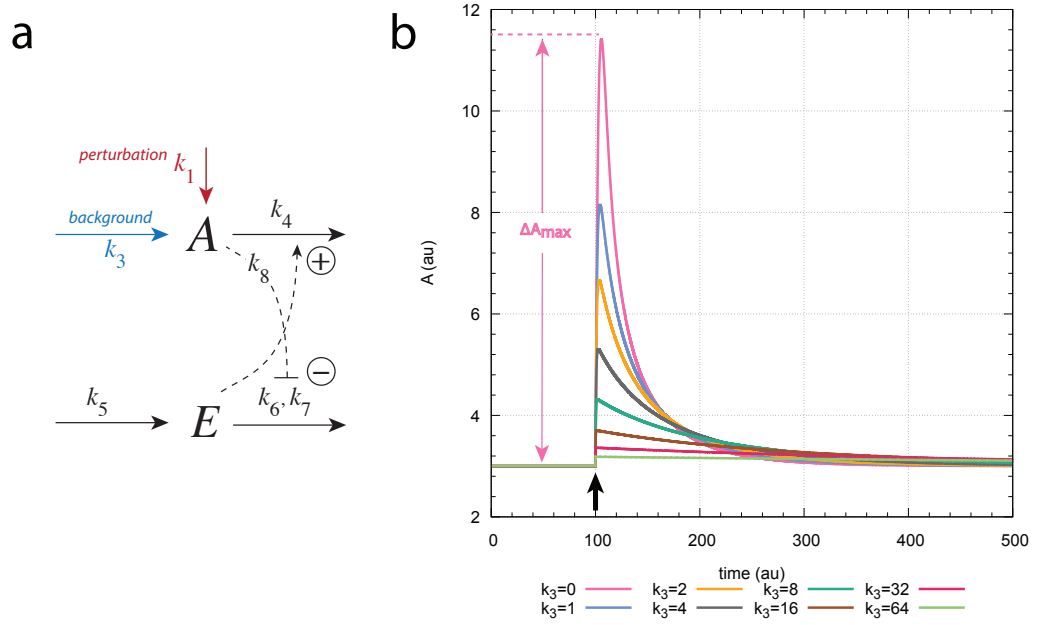 a
perturbation k1
background
k3
A
k4
k8
+
−
k5
E
k6, k7
b
12
10
8
6
4
2
A (au)
ΔAmax
0 100 200 300 400 500
time (au)
k3=0 k3=2 k3=8 k3=32
k3=1 k3=4 k3=16 k3=64